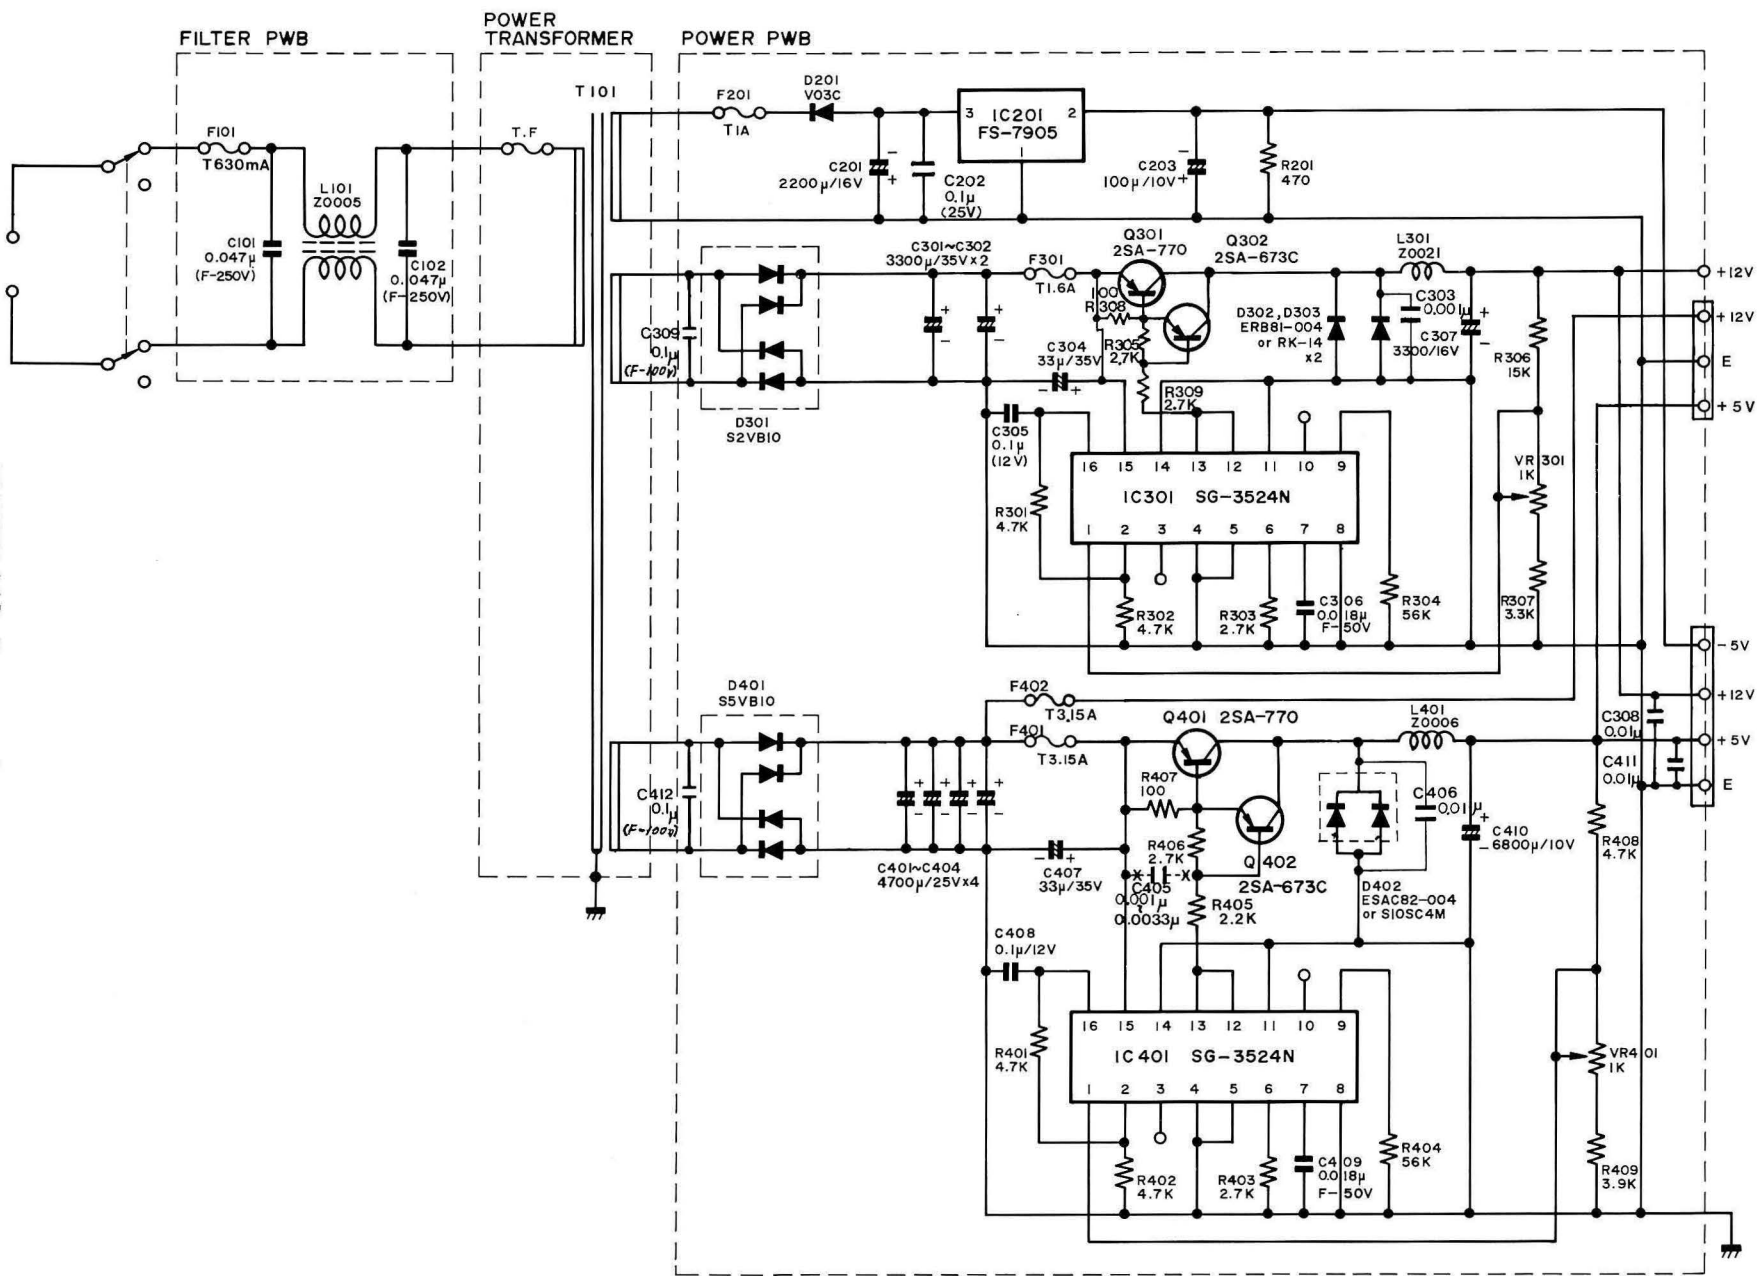 FILTER PWB
POWER
TRANSFORMER
POWER PWB
T101
F101
T630mA
L101
Z0005
C101
0.047μ
(F-250V)
C102
0.047μ
(F-250V)
T.F
F201
T1A
D201
V03C
3 IC201 2
FS-7905
1
C201
2200μ/16V
- +
C202
0.1μ
(25V)
C203
100μ/10V
- +
R201
470
C309
0.1μ
(F-100V)
D301
S2VB10
C301~C302
3300μ/35V×2
+ -
+ -
F301
T1.6A
Q301
2SA-770
Q302
2SA-673C
100
R308
R305
2.7K
C304
33μ/35V
- +
R309
2.7K
D302, D303
ERB81-004
or RK-14
×2
L301
Z0021
C303
0.001μ
C307
3300/16V
+ -
R306
15K
+12V
+12V
E
+5V
C305
0.1μ
(12V)
R301
4.7K
16 15 14 13 12 11 10 9
IC301 SG-3524N
1 2 3 4 5 6 7 8
VR301
1K
R302
4.7K
R303
2.7K
C306
0.018μ
F-50V
R304
56K
R307
3.3K
-5V
+12V
+5V
E
C308
0.01μ
C411
0.01μ
D401
S5VB10
C412
0.1μ
(F-100V)
+ + + +
- - - -
C401~C404
4700μ/25V×4
F402
T3.15A
F401
T3.15A
Q401 2SA-770
R407
100
R406
2.7K
C407
33μ/35V
- +
X X
C405
0.001μ
~
0.0033μ
Q402
2SA-673C
R405
2.2K
L401
Z0006
C406
0.01μ
D402
ESAC82-004
or S10SC4M
+
C410
- 6800μ/10V
R408
4.7K
C408
0.1μ/12V
R401
4.7K
16 15 14 13 12 11 10 9
IC401 SG-3524N
1 2 3 4 5 6 7 8
VR401
1K
R402
4.7K
R403
2.7K
C409
0.018μ
F-50V
R404
56K
R409
3.9K